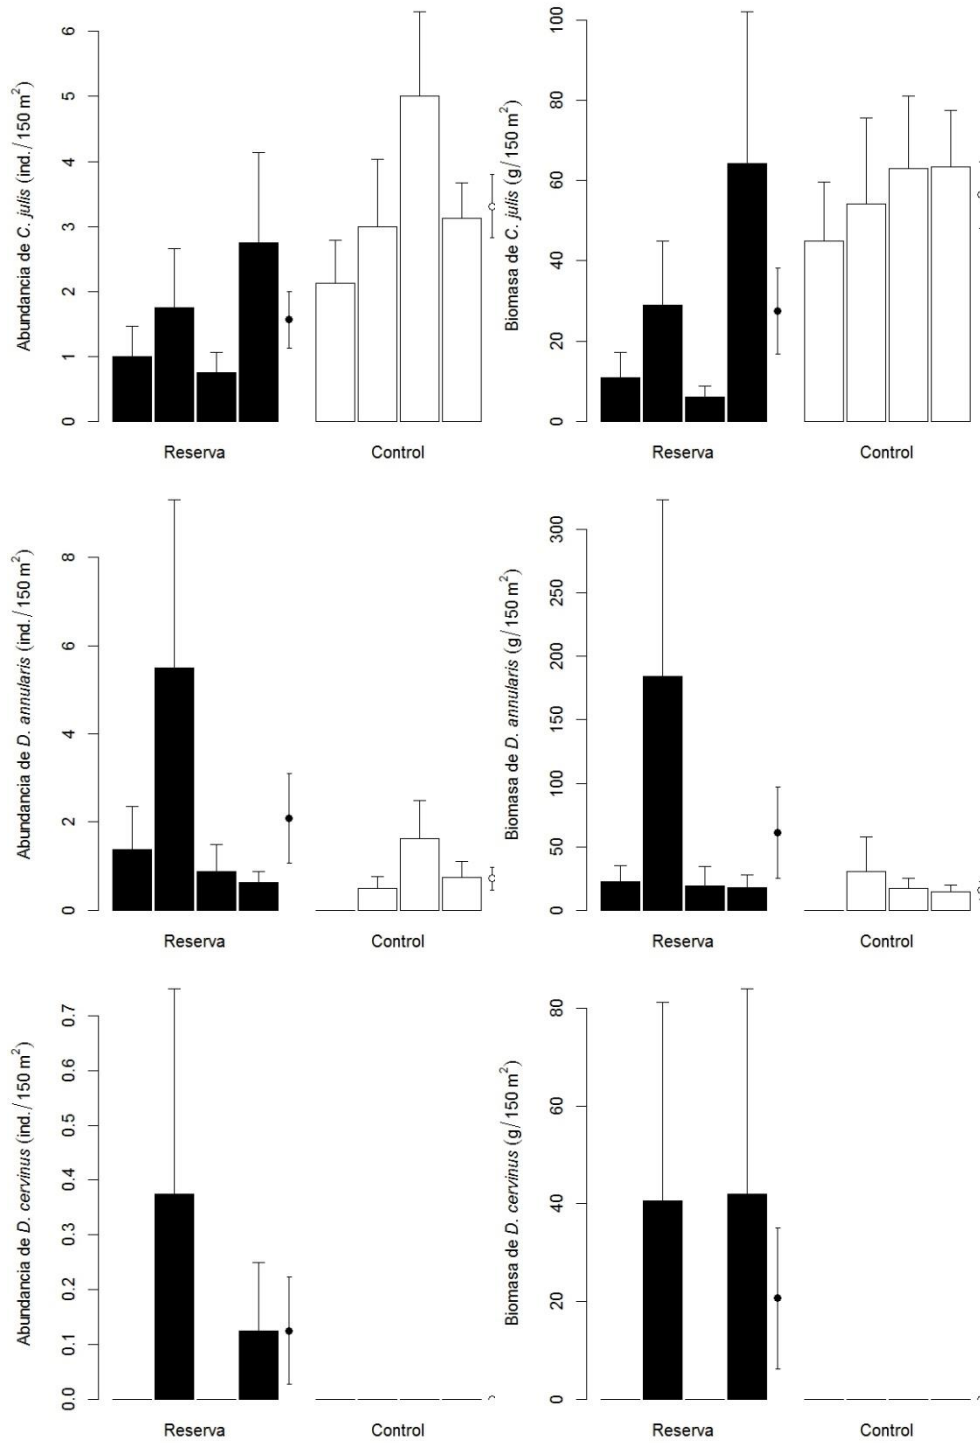 Abundancia de C. julis (ind./150 m²)
0 1 2 3 4 5 6
Reserva Control
Biomasa de C. julis (g/150 m²)
0 20 40 60 80 100
Reserva Control
Abundancia de D. annularis (ind./150 m²)
0 2 4 6 8
Reserva Control
Biomasa de D. annularis (g/150 m²)
0 50 100 150 200 250 300
Reserva Control
Abundancia de D. cervinus (ind./150 m²)
0.0 0.1 0.2 0.3 0.4 0.5 0.6 0.7
Reserva Control
Biomasa de D. cervinus (g/150 m²)
0 20 40 60 80
Reserva Control